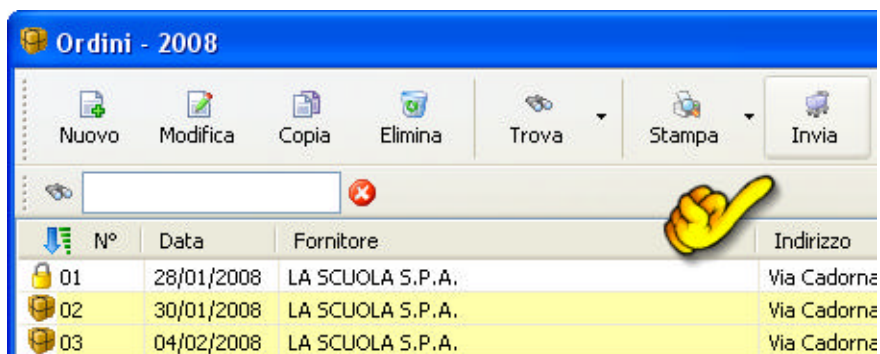 Ordini - 2008
Nuovo Modifica Copia Elimina Trova Stampa Invia
N° Data Fornitore Indirizzo
01 28/01/2008 LA SCUOLA S.P.A. Via Cadorna
02 30/01/2008 LA SCUOLA S.P.A. Via Cadorna
03 04/02/2008 LA SCUOLA S.P.A. Via Cadorna